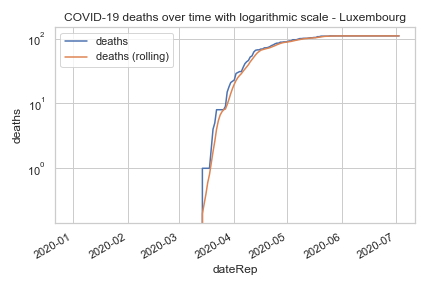 COVID-19 deaths over time with logarithmic scale - Luxembourg
deaths
deaths (rolling)
10²
10¹
10⁰
deaths
2020-01
2020-02
2020-03
2020-04
2020-05
2020-06
2020-07
dateRep